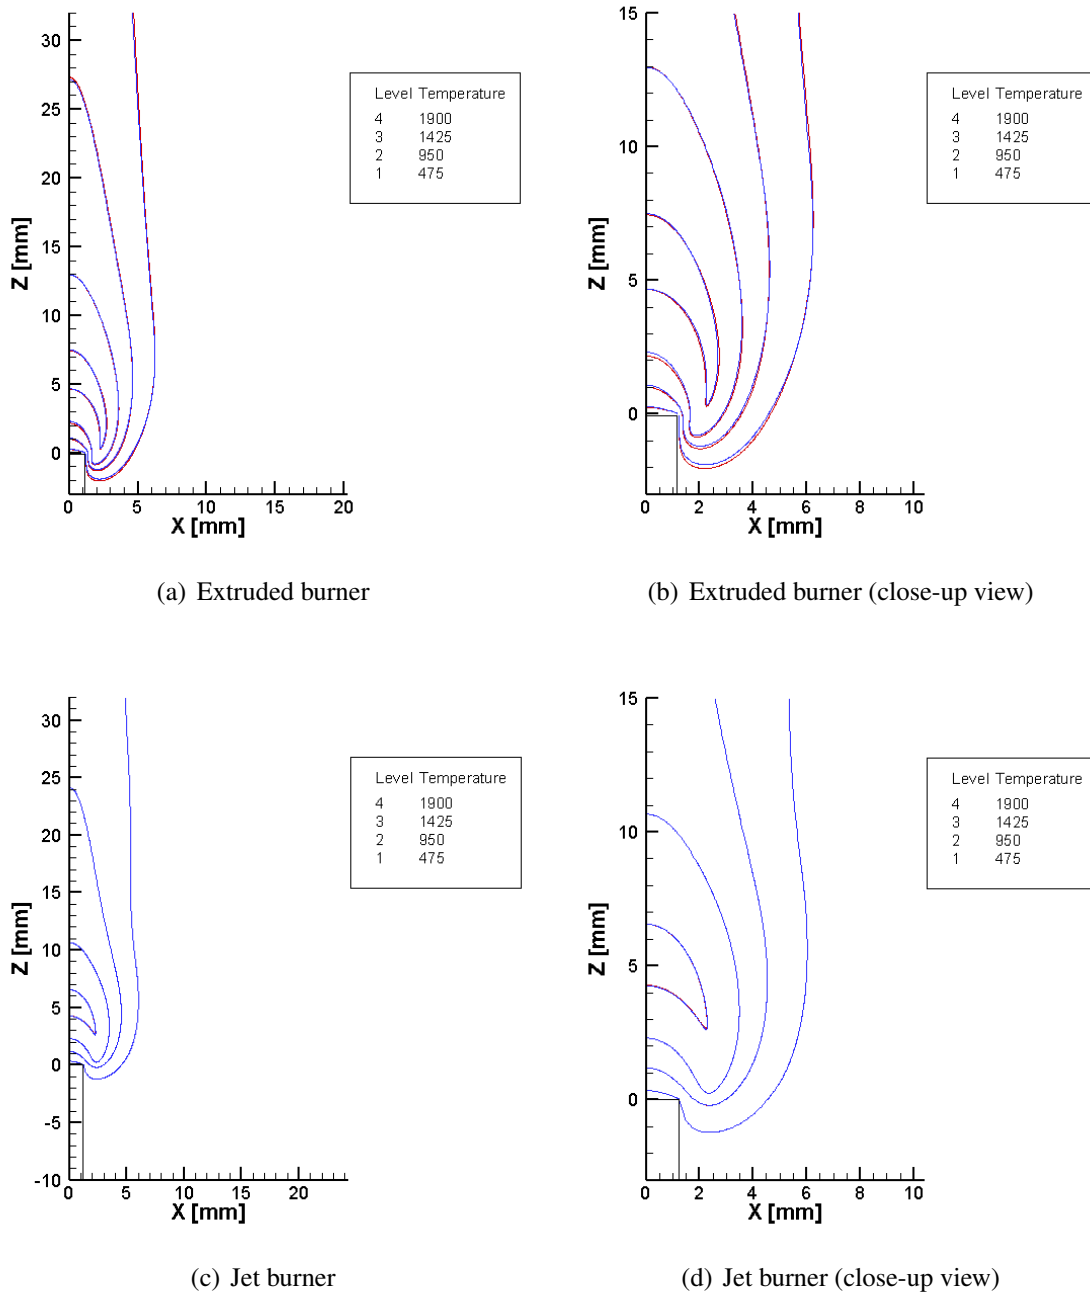 30
25
20
15
10
5
0
Z [mm]
0 5 10 15 20
X [mm]
Level Temperature
4 1900
3 1425
2 950
1 475
(a) Extruded burner
15
10
5
0
Z [mm]
0 2 4 6 8 10
X [mm]
Level Temperature
4 1900
3 1425
2 950
1 475
(b) Extruded burner (close-up view)
30
25
20
15
10
5
0
-5
-10
Z [mm]
0 5 10 15 20
X [mm]
Level Temperature
4 1900
3 1425
2 950
1 475
(c) Jet burner
15
10
5
0
Z [mm]
0 2 4 6 8 10
X [mm]
Level Temperature
4 1900
3 1425
2 950
1 475
(d) Jet burner (close-up view)